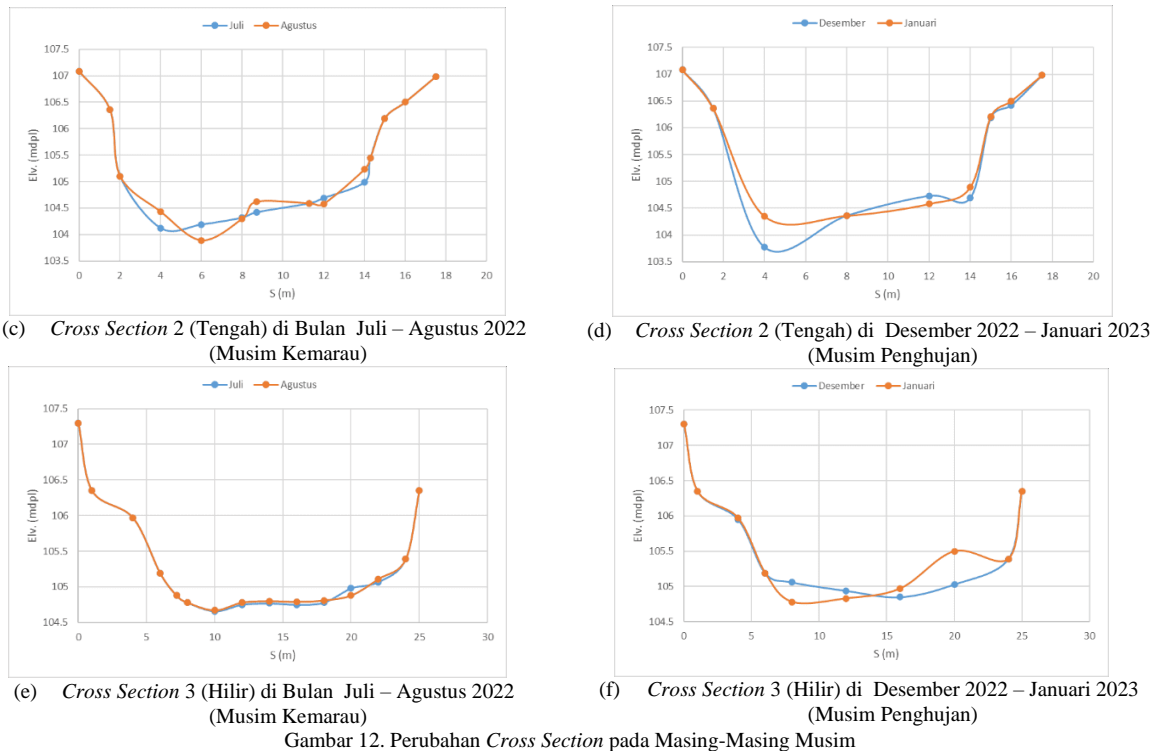 Juli Agustus
107.5
107
106.5
106
105.5
105
104.5
104
103.5
Elv. (mdpl)
0 2 4 6 8 10 12 14 16 18 20
S (m)
(c) Cross Section 2 (Tengah) di Bulan Juli – Agustus 2022
(Musim Kemarau)
Desember Januari
107.5
107
106.5
106
105.5
105
104.5
104
103.5
Elv. (mdpl)
0 2 4 6 8 10 12 14 16 18 20
S (m)
(d) Cross Section 2 (Tengah) di Desember 2022 – Januari 2023
(Musim Penghujan)
Juli Agustus
107.5
107
106.5
106
105.5
105
104.5
Elv. (mdpl)
0 5 10 15 20 25 30
S (m)
(e) Cross Section 3 (Hilir) di Bulan Juli – Agustus 2022
(Musim Kemarau)
Desember Januari
107.5
107
106.5
106
105.5
105
104.5
Elv. (mdpl)
0 5 10 15 20 25 30
S (m)
(f) Cross Section 3 (Hilir) di Desember 2022 – Januari 2023
(Musim Penghujan)
Gambar 12. Perubahan Cross Section pada Masing-Masing Musim